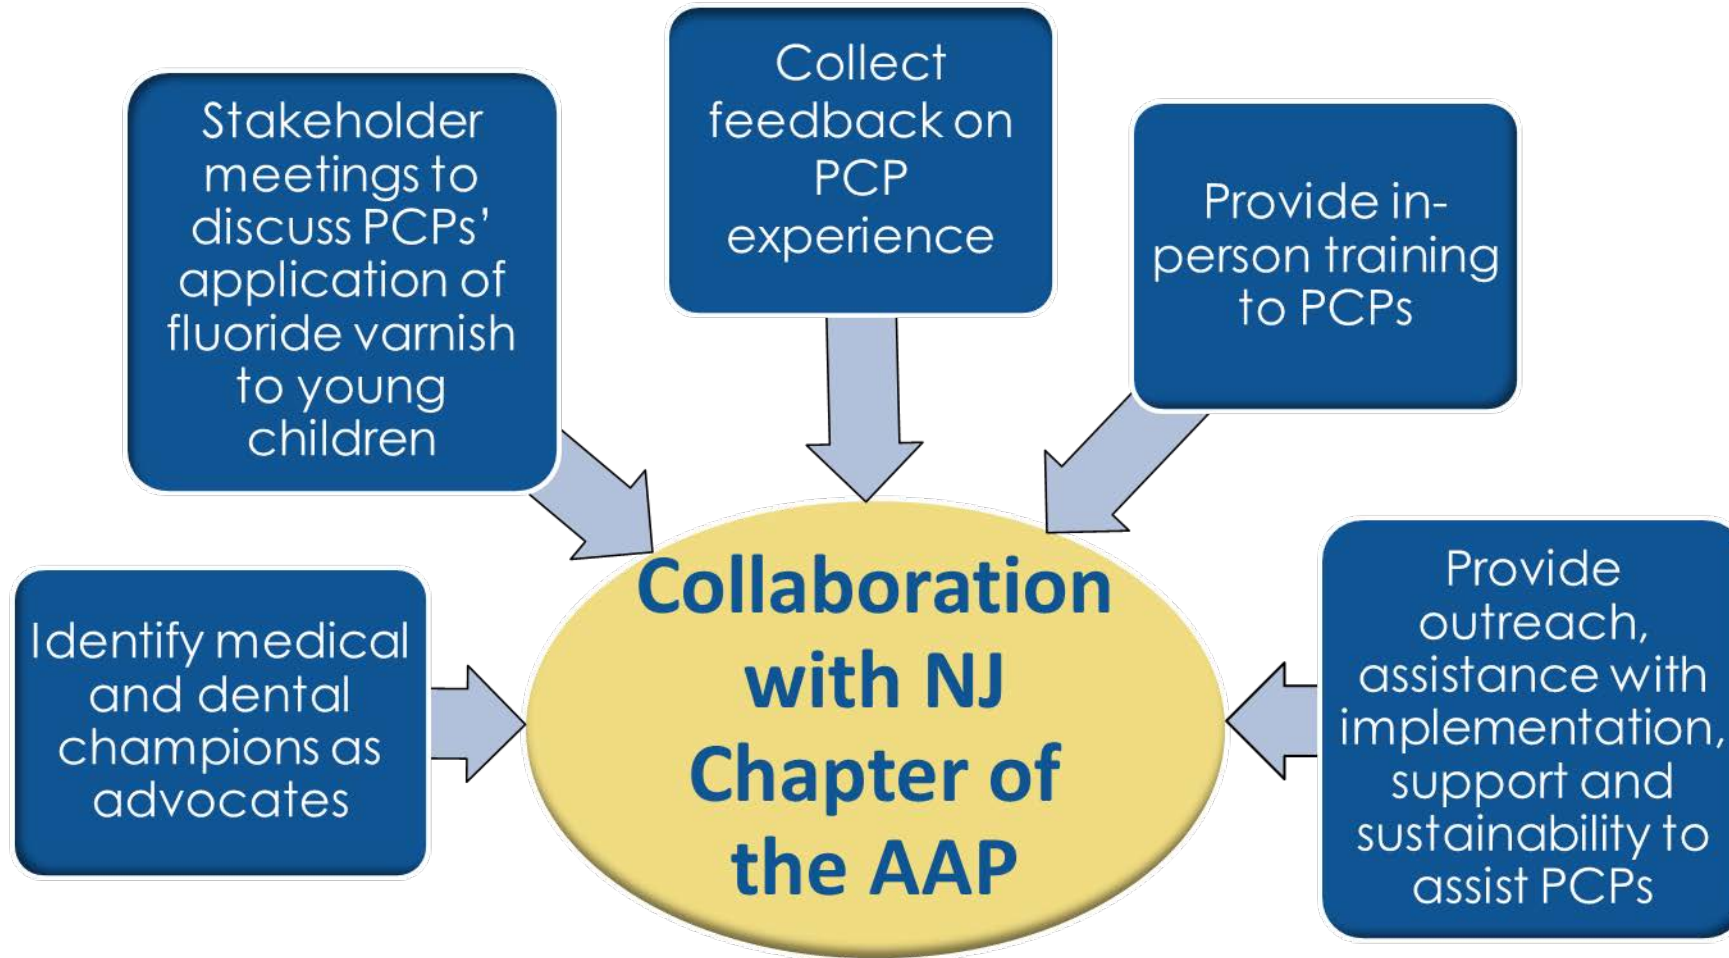 Identify medical
and dental
champions as
advocates
Stakeholder
meetings to
discuss PCPs’
application of
fluoride varnish
to young
children
Collect
feedback on
PCP
experience
Provide in-
person training
to PCPs
Provide
outreach,
assistance with
implementation,
support and
sustainability to
assist PCPs
Collaboration
with NJ
Chapter of
the AAP